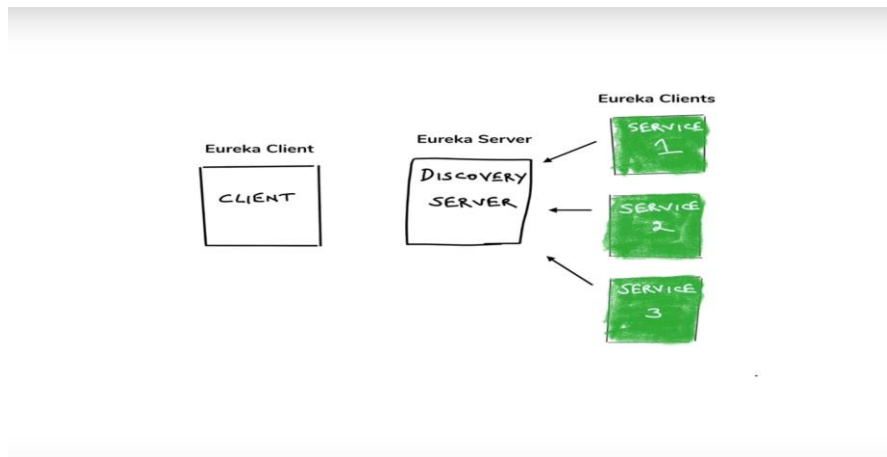 Eureka Client
CLIENT
Eureka Server
DISCOVERY
SERVER
Eureka Clients
SERVICE
1
SERVICE
2
SERVICE
3